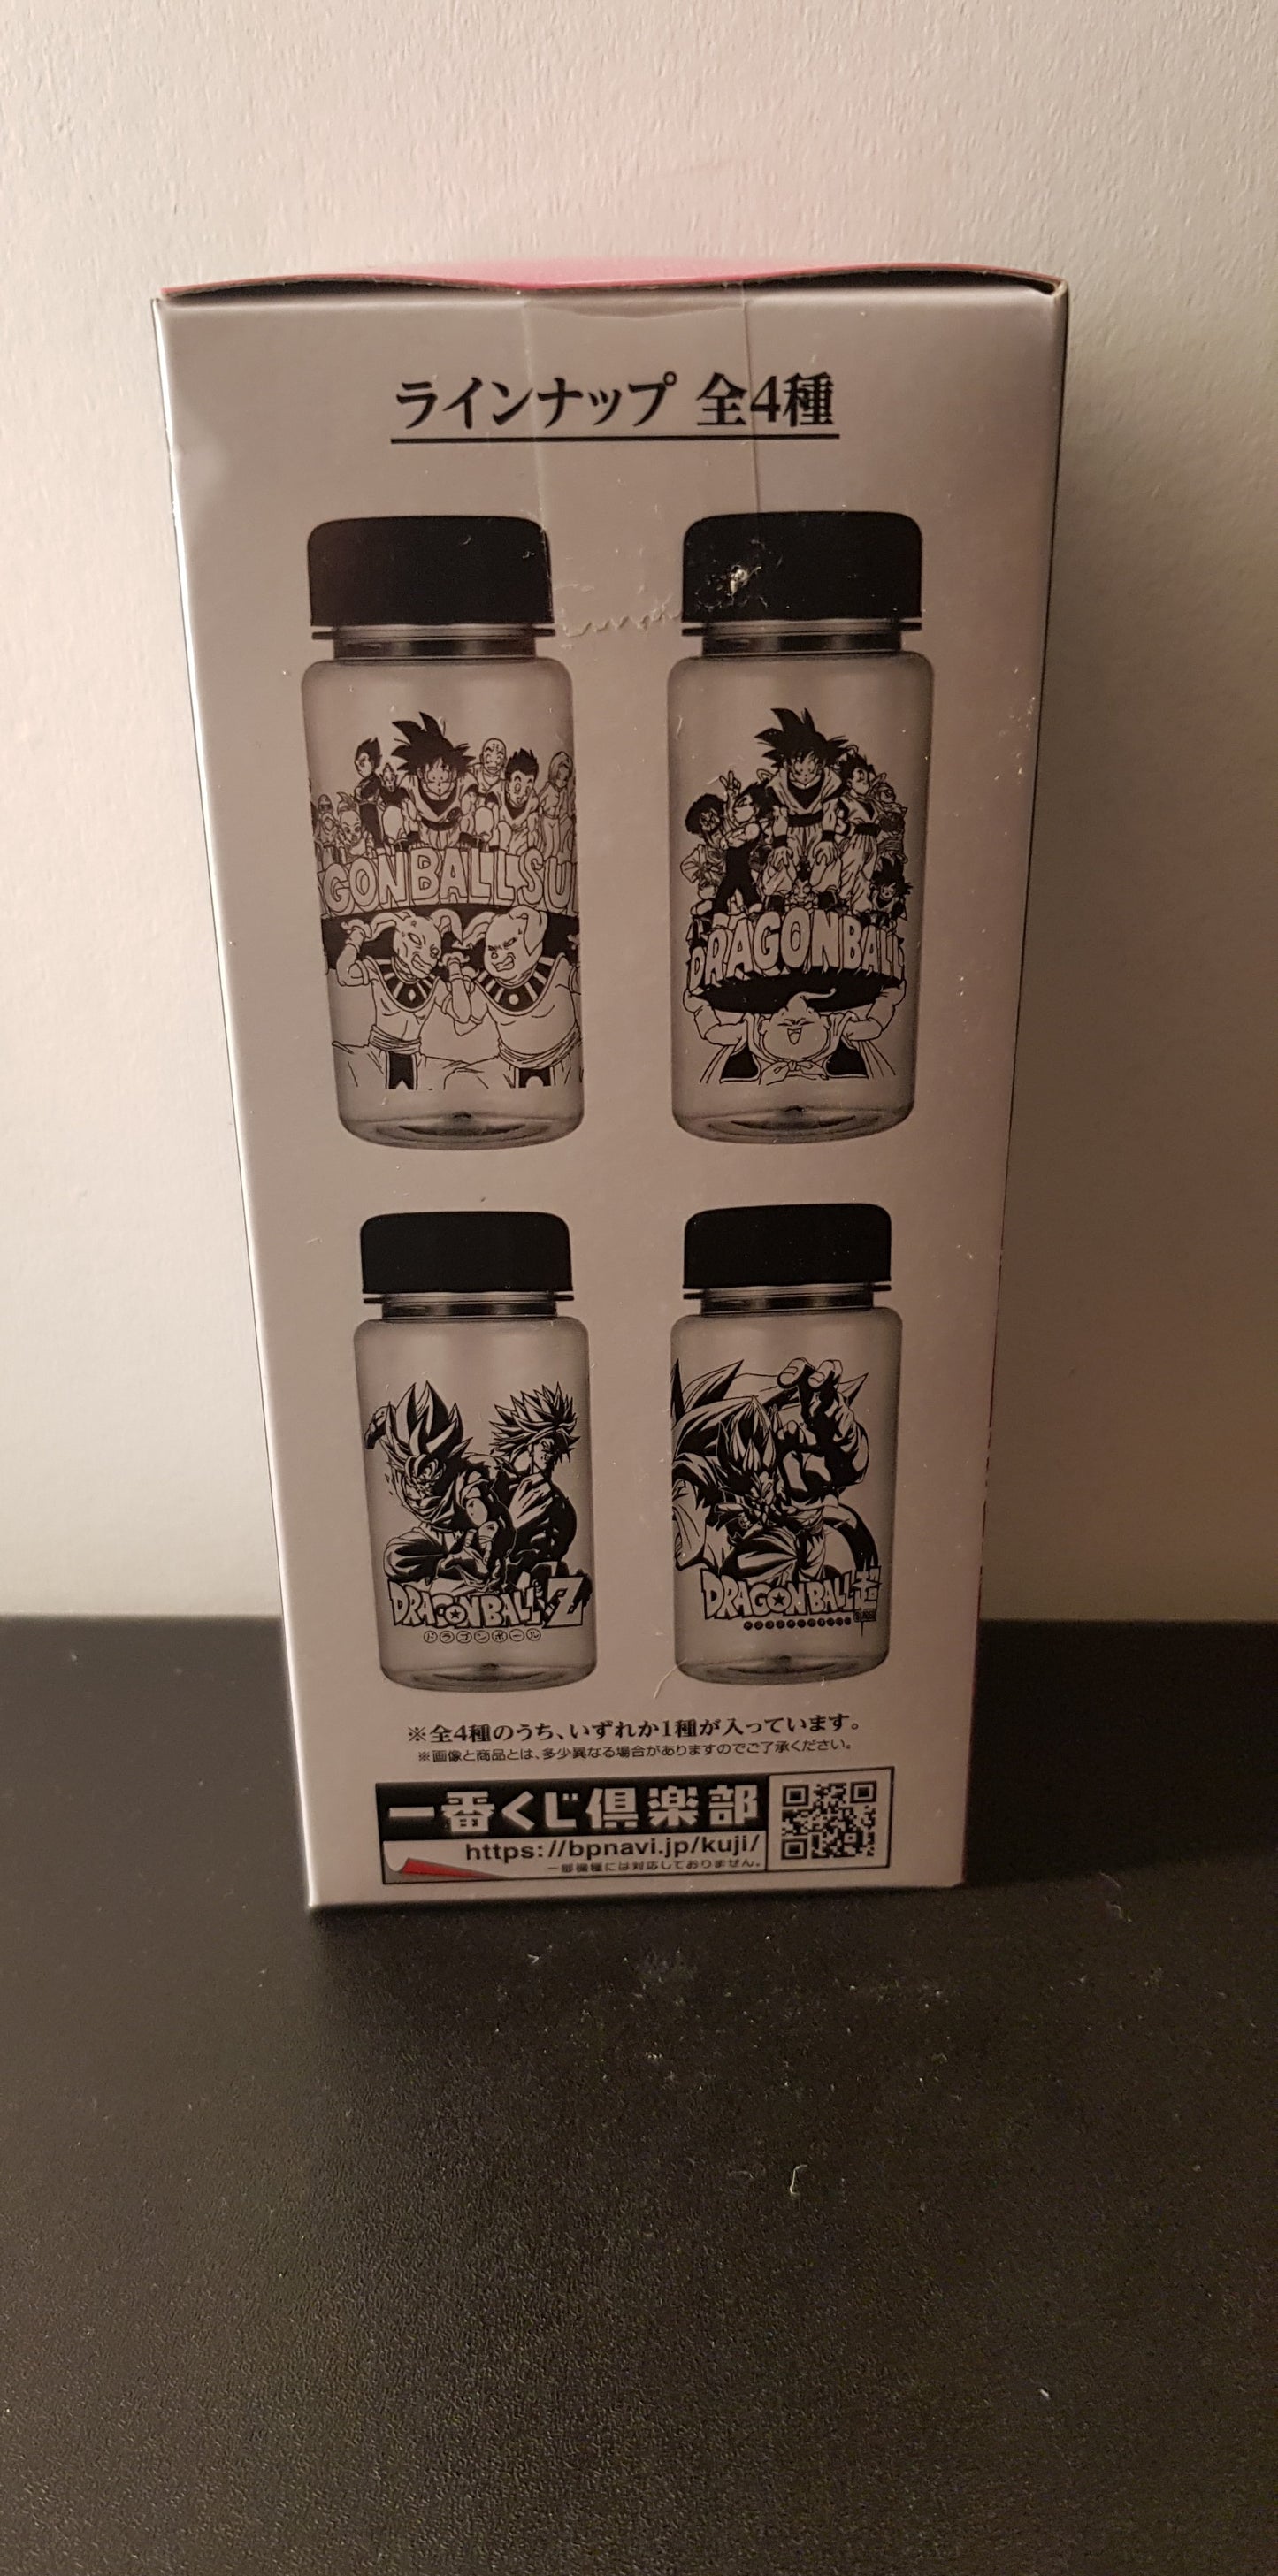 ラインナップ 全4種
GONBALLSU
DRAGONBALL
DRAGONBALL Z
ドラゴンボール
DRAGONBALL超
※全4種のうち、いずれか1種が入っています。
※画像と商品とは、多少異なる場合がありますのでご了承ください。
一番くじ倶楽部
https://bpnavi.jp/kuji/
一部機種には対応しておりません。